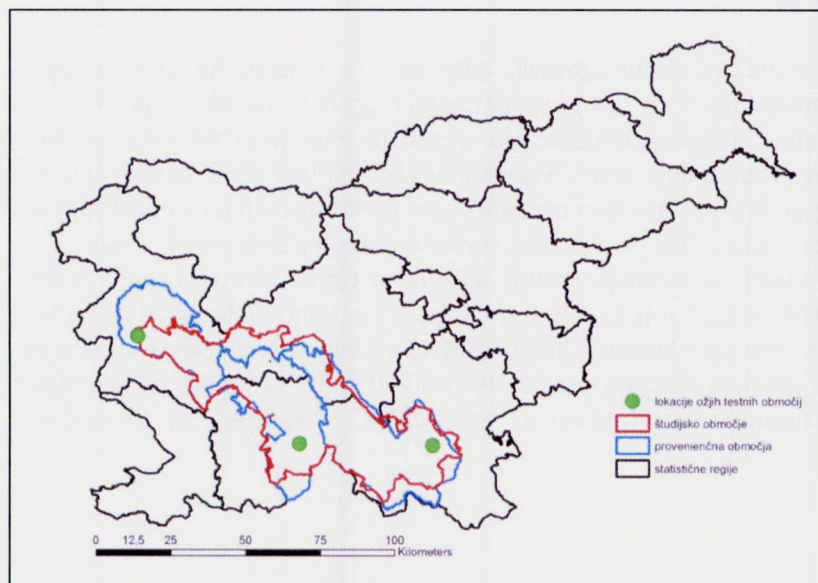 lokacije ožjih testnih območij
študijsko območje
provenienčna območja
statistične regije
0 12,5 25 50 75 100
Kilometers